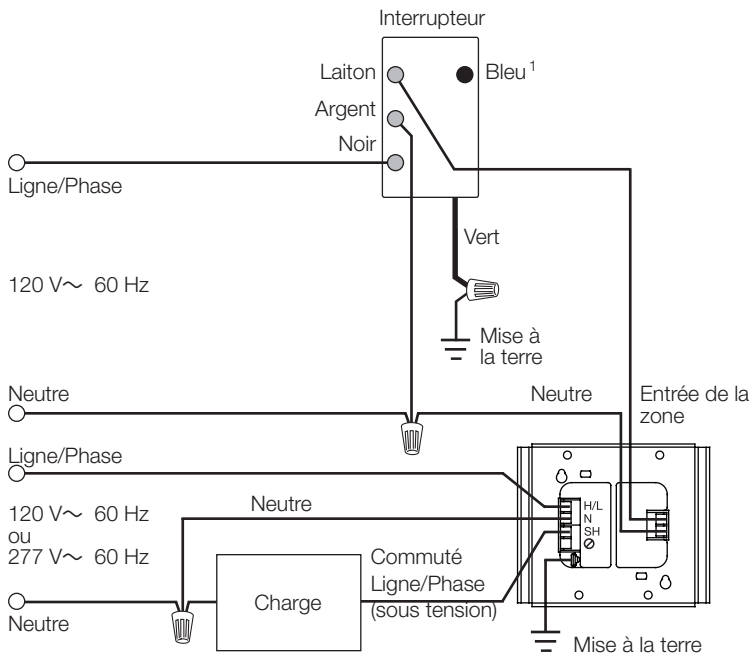 Interrupteur
Laiton
Bleu 1
Argent
Noir
Ligne/Phase
Vert
120 V~ 60 Hz
Mise à
la terre
Neutre
Neutre
Entrée de la
zone
Ligne/Phase
H/L
N
SH
Neutre
120 V~ 60 Hz
ou
277 V~ 60 Hz
Commuté
Ligne/Phase
(sous tension)
Charge
Neutre
Mise à la terre